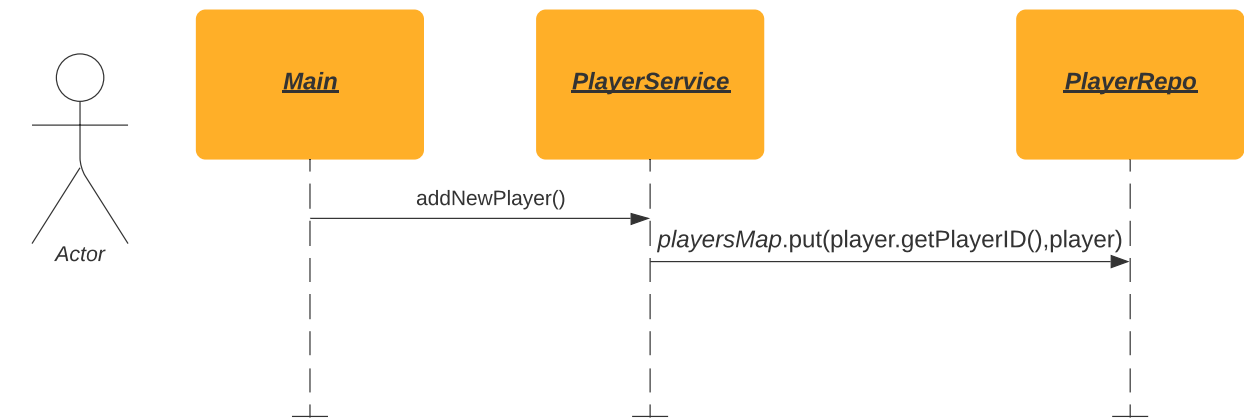 Main
PlayerService
PlayerRepo
addNewPlayer()
playersMap.put(player.getPlayerID(),player)
Actor